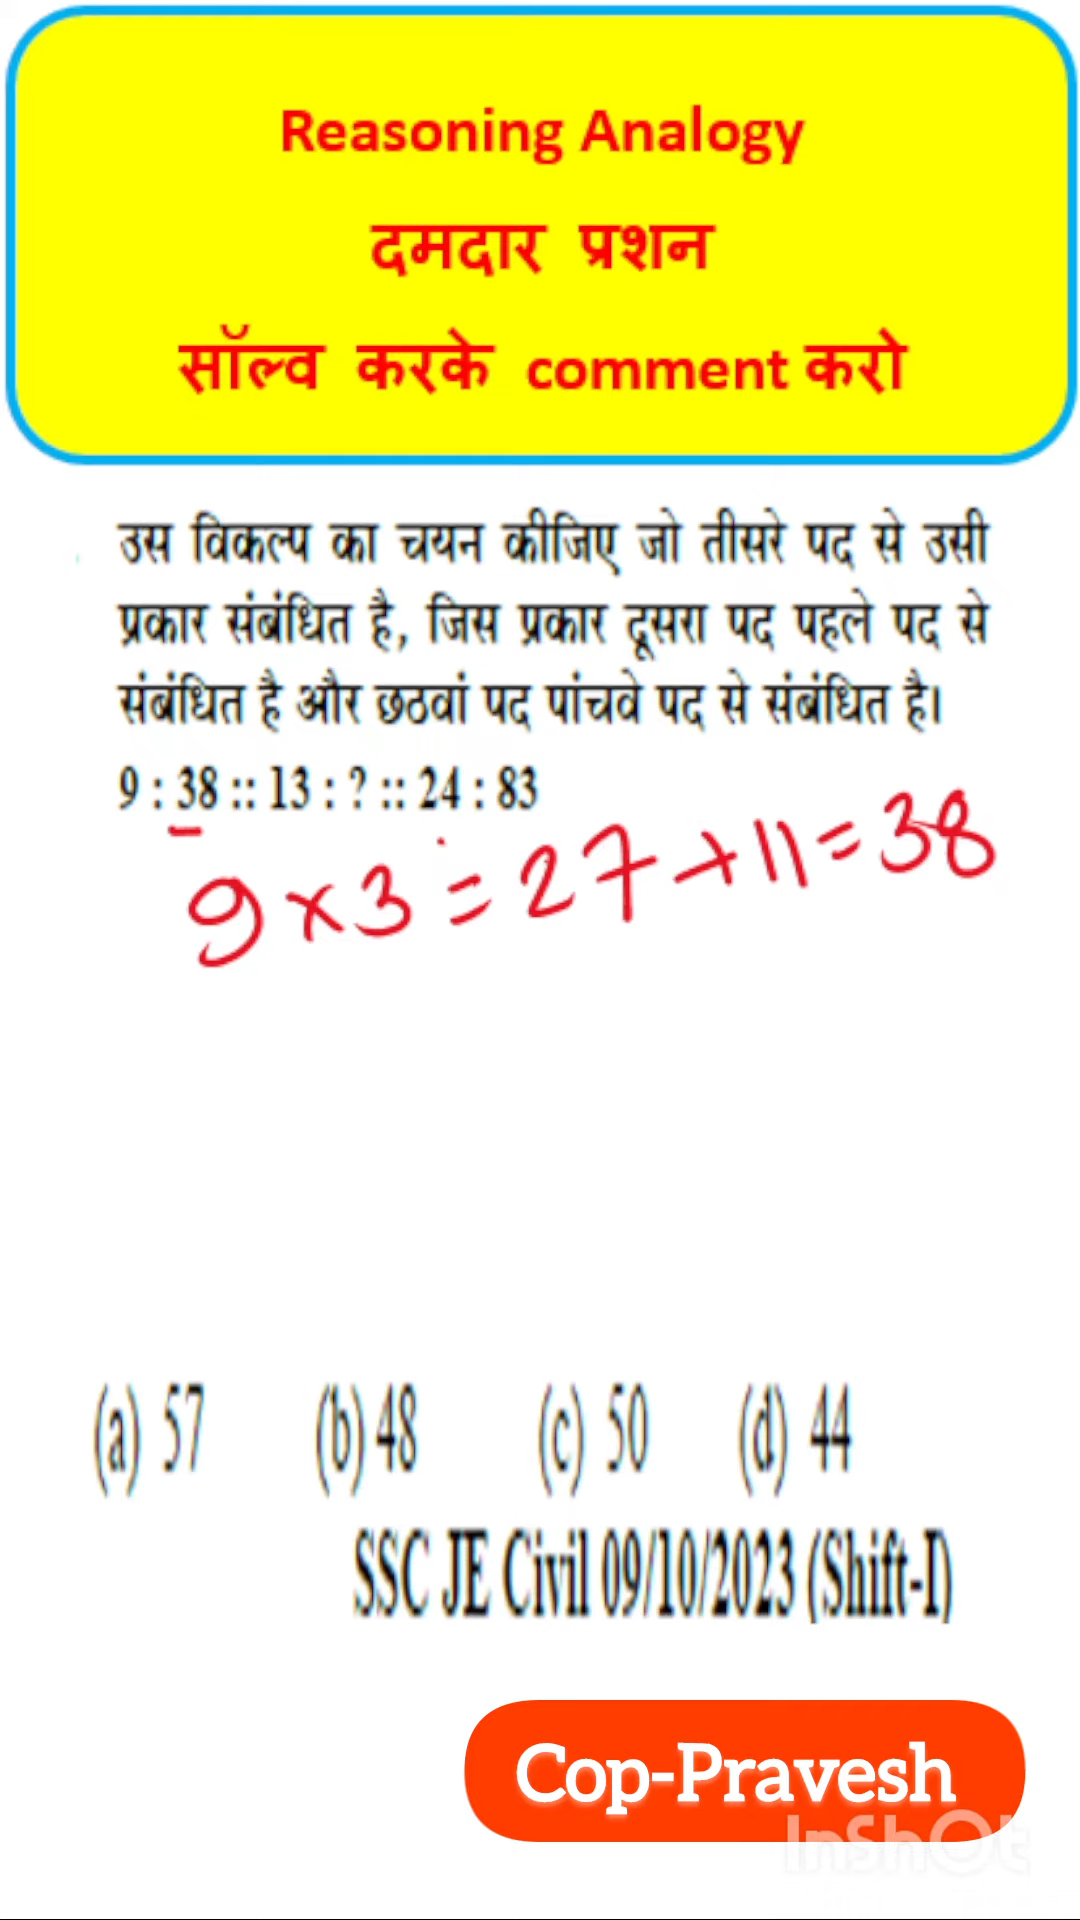 Reasoning Analogy
दमदार प्रशन
सॉल्व करके comment करो
उस विकल्प का चयन कीजिए जो तीसरे पद से उसी
प्रकार संबंधित है, जिस प्रकार दूसरा पद पहले पद से
संबंधित है और छठवां पद पांचवे पद से संबंधित है।
9 : 38 :: 13 : ? :: 24 : 83
9 × 3 = 27 + 11 = 38
(a) 57 (b) 48 (c) 50 (d) 44
SSC JE Civil 09/10/2023 (Shift-I)
Cop-Pravesh
InShOt